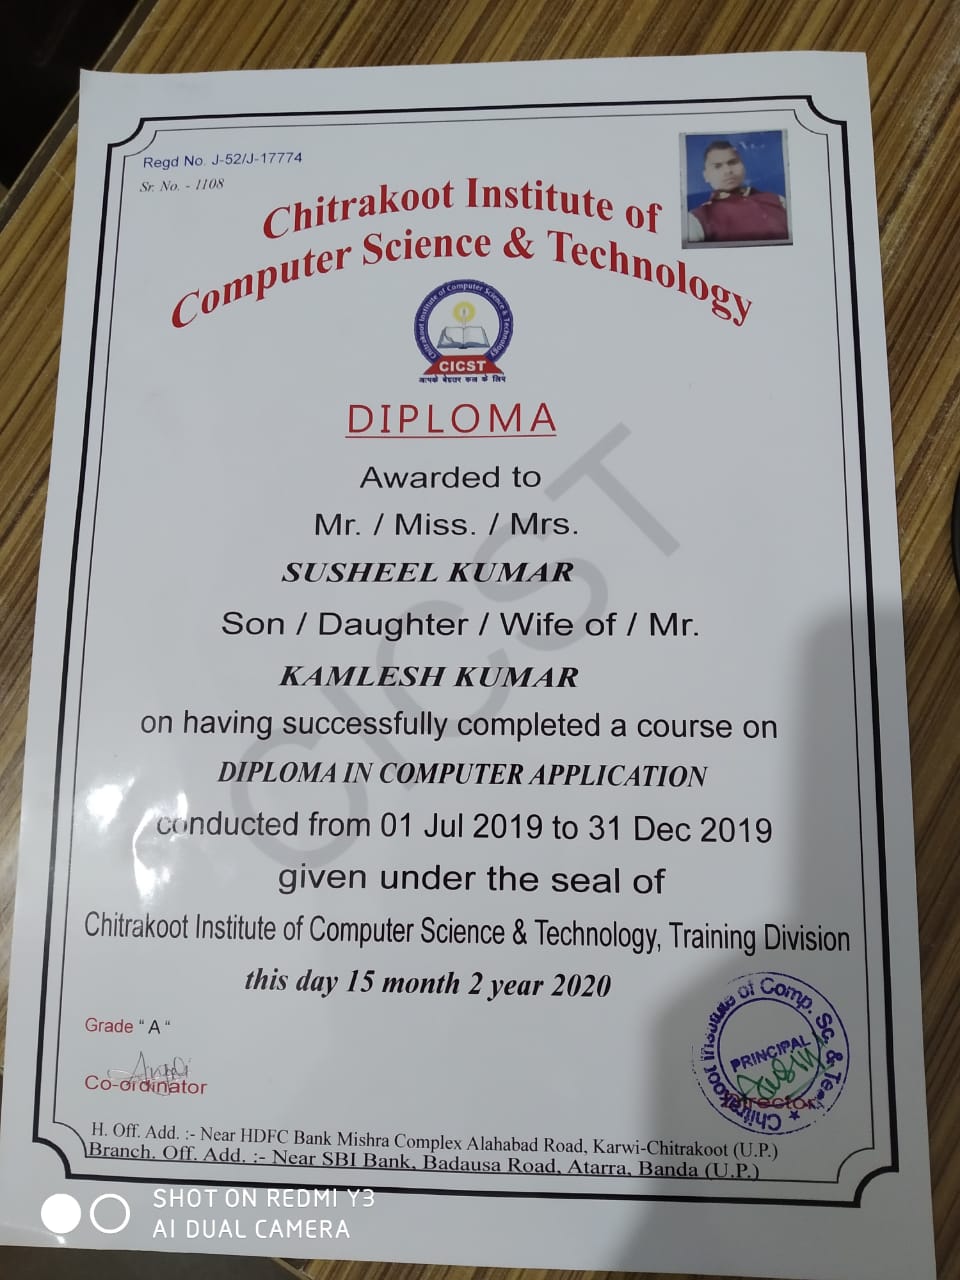 Regd No. J-52/J-17774
Sr. No. - 1108
Chitrakoot Institute of
Computer Science & Technology
Chitrakoot Institute of Computer Science & Technology
CICST
आपके बेहतर कल के लिए
DIPLOMA
Awarded to
Mr. / Miss. / Mrs.
SUSHEEL KUMAR
Son / Daughter / Wife of / Mr.
KAMLESH KUMAR
on having successfully completed a course on
DIPLOMA IN COMPUTER APPLICATION
conducted from 01 Jul 2019 to 31 Dec 2019
given under the seal of
Chitrakoot Institute of Computer Science & Technology, Training Division
this day 15 month 2 year 2020
CICST
Grade “ A “
Co-ordinator
Chitrakoot Institute of Comp. Sc. & Tech.
PRINCIPAL
Director
H. Off. Add. :- Near HDFC Bank Mishra Complex Alahabad Road, Karwi-Chitrakoot (U.P.)
Branch. Off. Add. :- Near SBI Bank, Badausa Road, Atarra, Banda (U.P.)
SHOT ON REDMI Y3
AI DUAL CAMERA